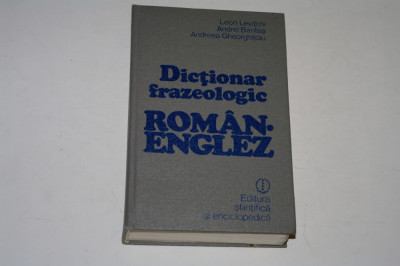 Leon Levițchi
Andrei Bantaș
Andreea Gheorghițoiu
Dicționar
frazeologic
ROMÂN-
ENGLEZ
Editura
științifică
și enciclopedică